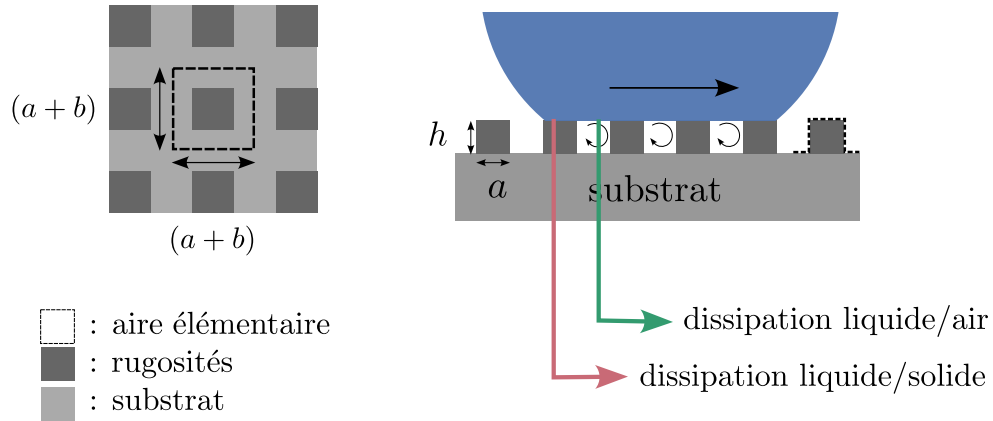 (a + b)
(a + b)
: aire élémentaire
: rugosités
: substrat
h
a
substrat
dissipation liquide/air
dissipation liquide/solide